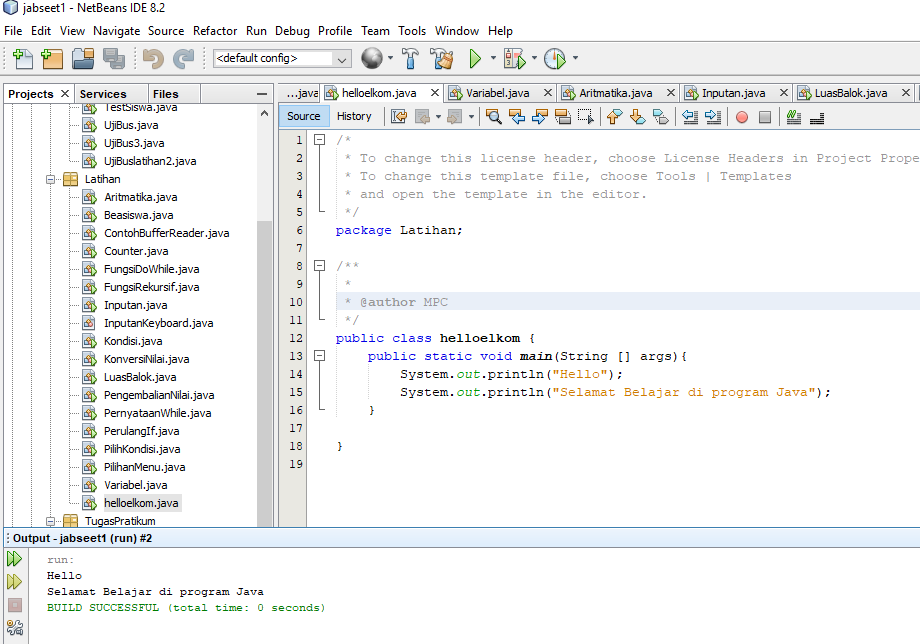 jabseet1 - NetBeans IDE 8.2
File Edit View Navigate Source Refactor Run Debug Profile Team Tools Window Help
<default config>
Projects Services Files
TestSiswa.java
UjiBus.java
UjiBus3.java
UjiBuslatihan2.java
Latihan
Aritmatika.java
Beasiswa.java
ContohBufferReader.java
Counter.java
FungsiDoWhile.java
FungsiRekursif.java
Inputan.java
InputanKeyboard.java
Kondisi.java
KonversiNilai.java
LuasBalok.java
PengembalianNilai.java
PernyataanWhile.java
PerulangIf.java
PilihKondisi.java
PilihanMenu.java
Variabel.java
helloelkom.java
TugasPratikum
...java helloelkom.java Variabel.java Aritmatika.java Inputan.java LuasBalok.java
Source History
1 /*
2 * To change this license header, choose License Headers in Project Prope
3 * To change this template file, choose Tools | Templates
4 * and open the template in the editor.
5 */
6 package Latihan;
7
8 /**
9 *
10 * @author MPC
11 */
12 public class helloelkom {
13 public static void main(String [] args){
14 System.out.println("Hello");
15 System.out.println("Selamat Belajar di program Java");
16 }
17
18 }
19
Output - jabseet1 (run) #2
run:
Hello
Selamat Belajar di program Java
BUILD SUCCESSFUL (total time: 0 seconds)